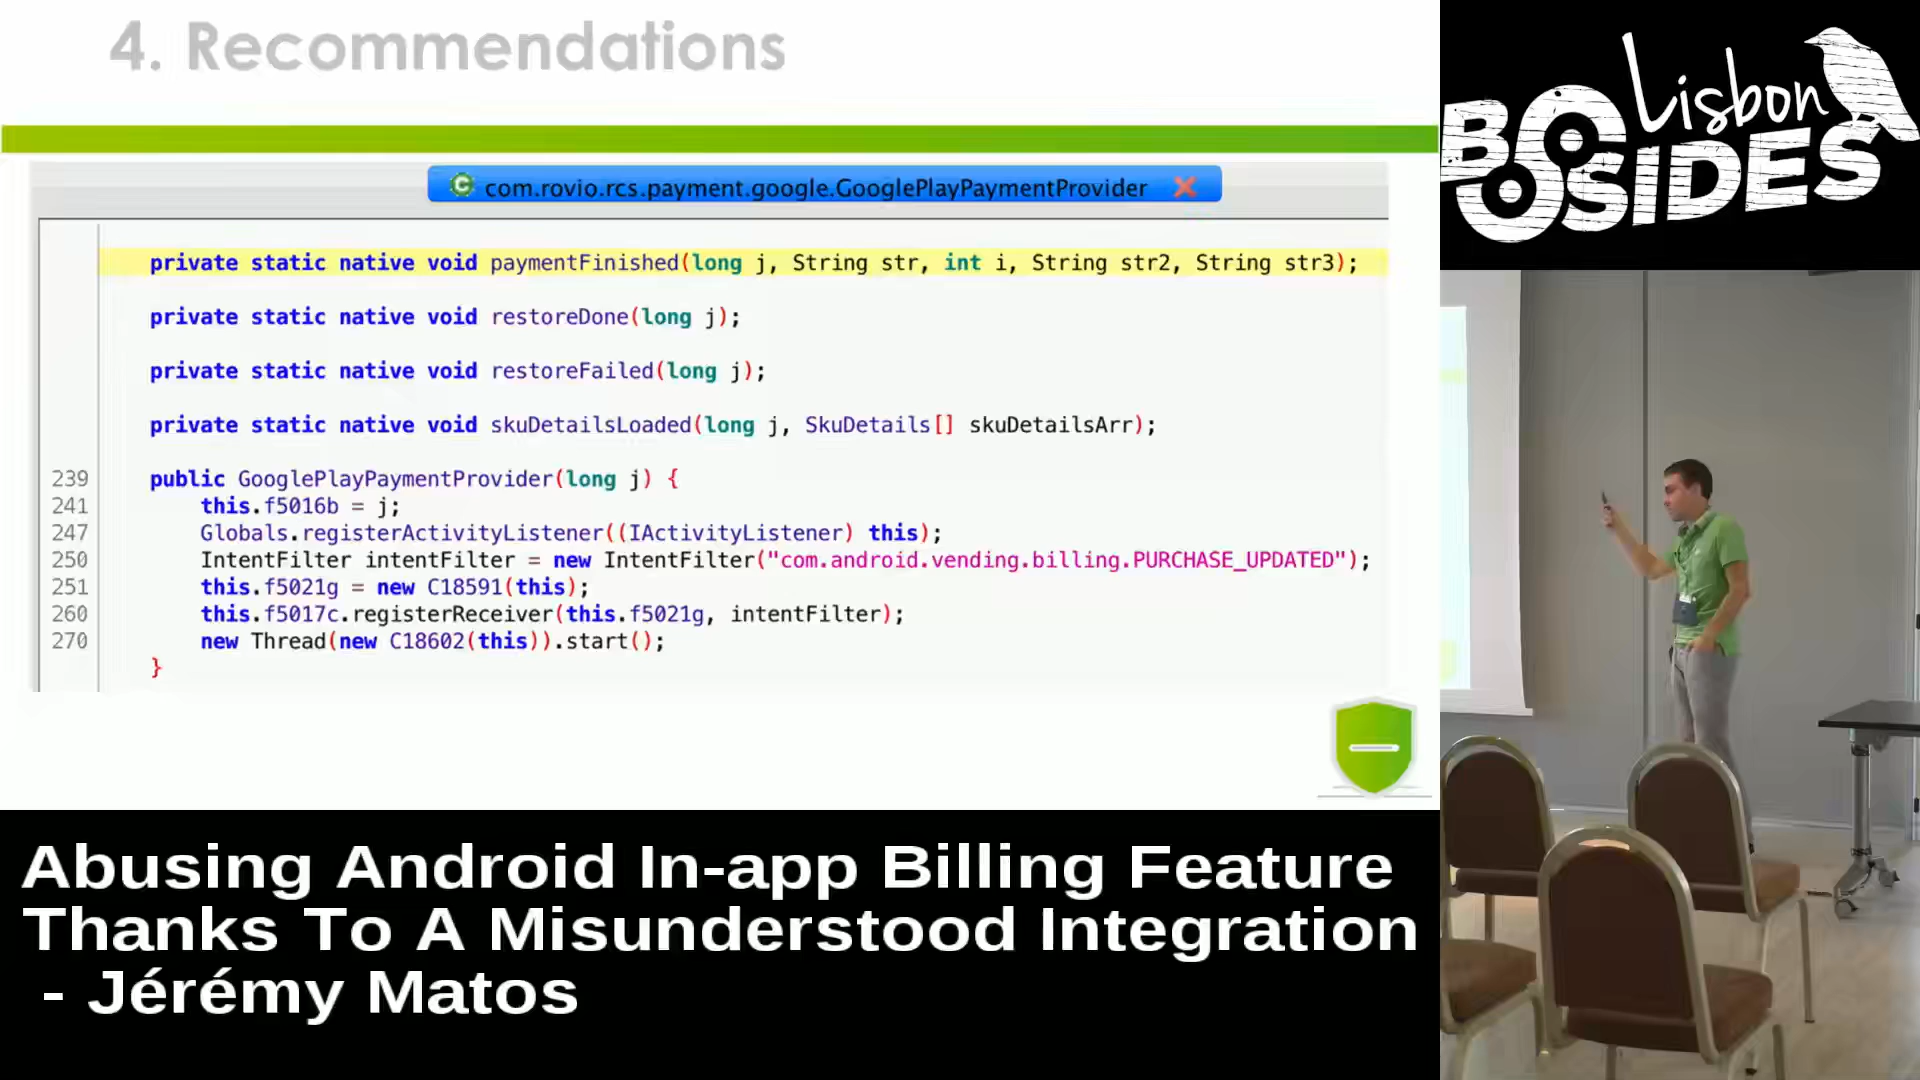 4. Recommendations
com.rovio.rcs.payment.google.GooglePlayPaymentProvider
private static native void paymentFinished(long j, String str, int i, String str2, String str3);
private static native void restoreDone(long j);
private static native void restoreFailed(long j);
private static native void skuDetailsLoaded(long j, SkuDetails[] skuDetailsArr);
239 public GooglePlayPaymentProvider(long j) {
241 this.f5016b = j;
247 Globals.registerActivityListener((IActivityListener) this);
250 IntentFilter intentFilter = new IntentFilter("com.android.vending.billing.PURCHASE_UPDATED");
251 this.f5021g = new C18591(this);
260 this.f5017c.registerReceiver(this.f5021g, intentFilter);
270 new Thread(new C18602(this)).start();
}
Lisbon
BSIDES
Abusing Android In-app Billing Feature
Thanks To A Misunderstood Integration
- Jérémy Matos